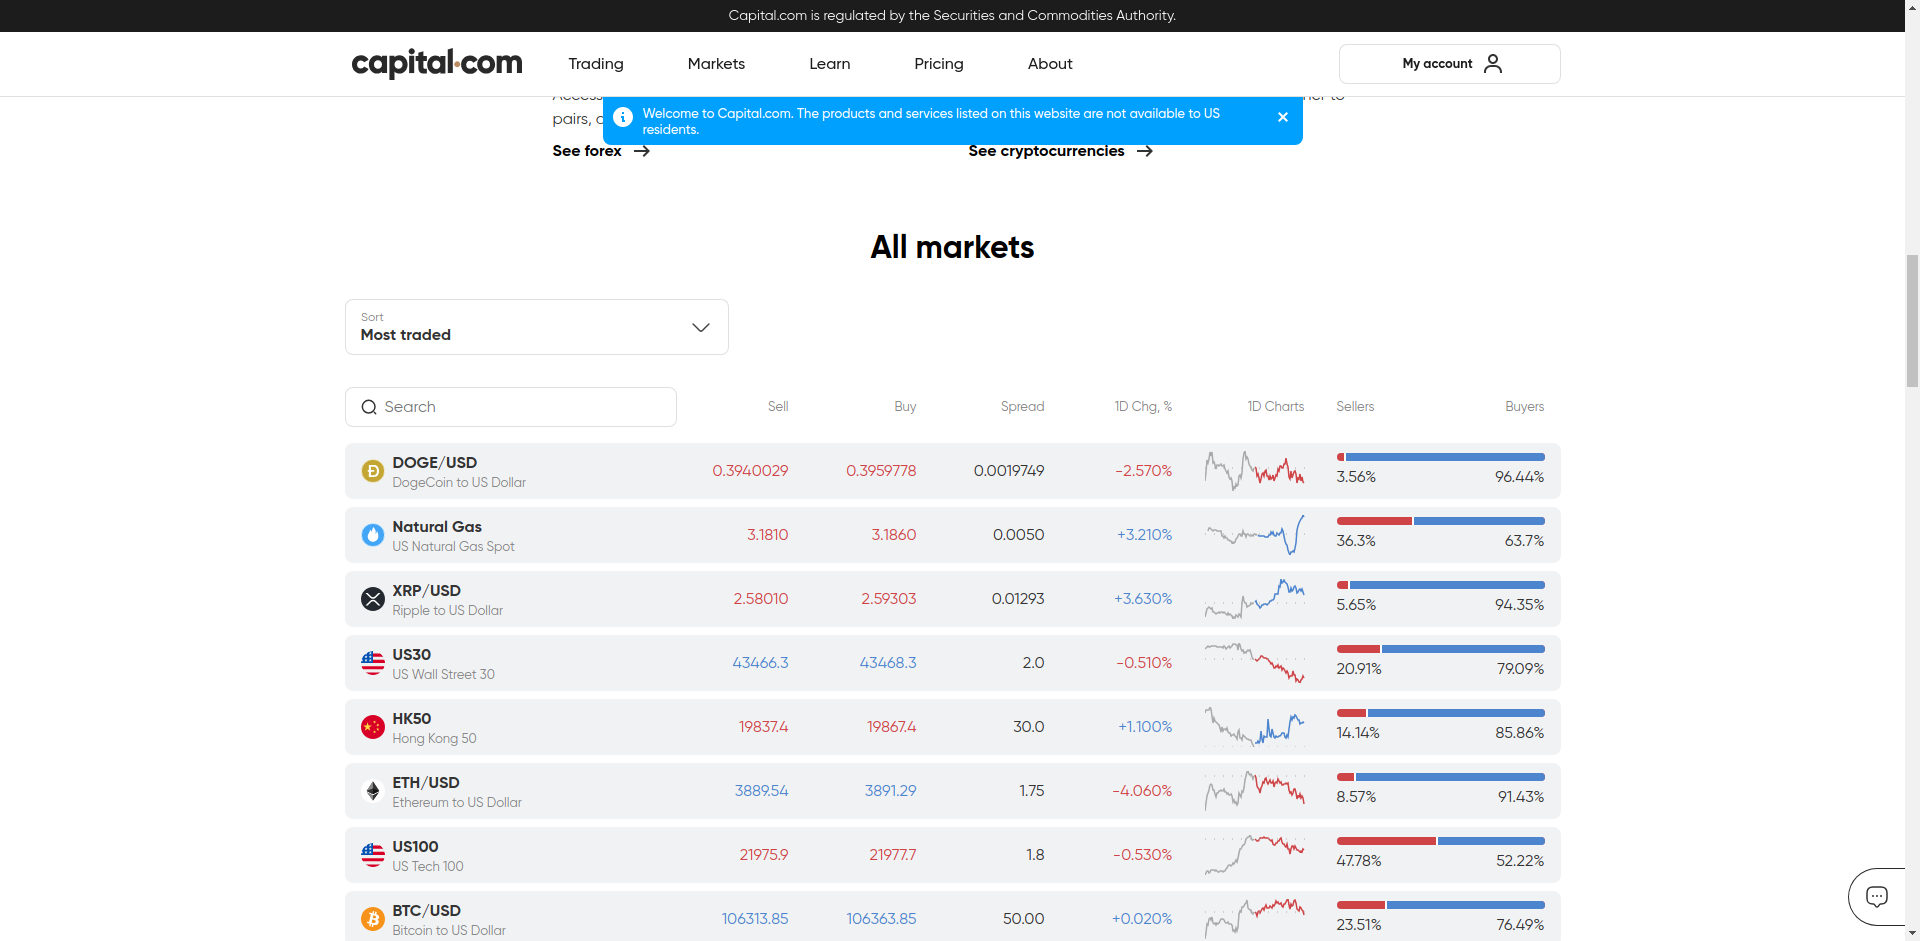 Capital.com is regulated by the Securities and Commodities Authority.
capital.com
Trading
Markets
Learn
Pricing
About
My account
Welcome to Capital.com. The products and services listed on this website are not available to US
residents.
pairs,
See forex
See cryptocurrencies
All markets
Sort
Most traded
Search
Sell
Buy
Spread
1D Chg, %
1D Charts
Sellers
Buyers
DOGE/USD
DogeCoin to US Dollar
0.3940029
0.3959778
0.0019749
-2.570%
3.56%
96.44%
Natural Gas
US Natural Gas Spot
3.1810
3.1860
0.0050
+3.210%
36.3%
63.7%
XRP/USD
Ripple to US Dollar
2.58010
2.59303
0.01293
+3.630%
5.65%
94.35%
US30
US Wall Street 30
43466.3
43468.3
2.0
-0.510%
20.91%
79.09%
HK50
Hong Kong 50
19837.4
19867.4
30.0
+1.100%
14.14%
85.86%
ETH/USD
Ethereum to US Dollar
3889.54
3891.29
1.75
-4.060%
8.57%
91.43%
US100
US Tech 100
21975.9
21977.7
1.8
-0.530%
47.78%
52.22%
BTC/USD
Bitcoin to US Dollar
106313.85
106363.85
50.00
+0.020%
23.51%
76.49%